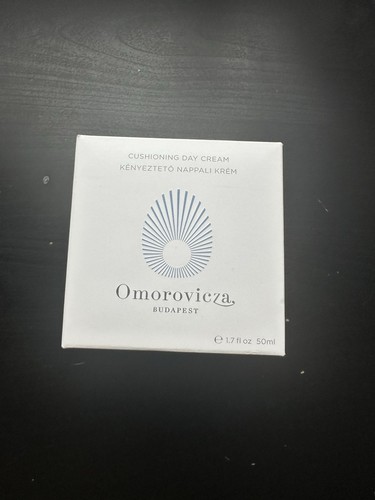 CUSHIONING DAY CREAM
KÉNYEZTETŐ NAPPALI KRÉM
Omorovicza
BUDAPEST
℮ 1.7 fl oz 50ml